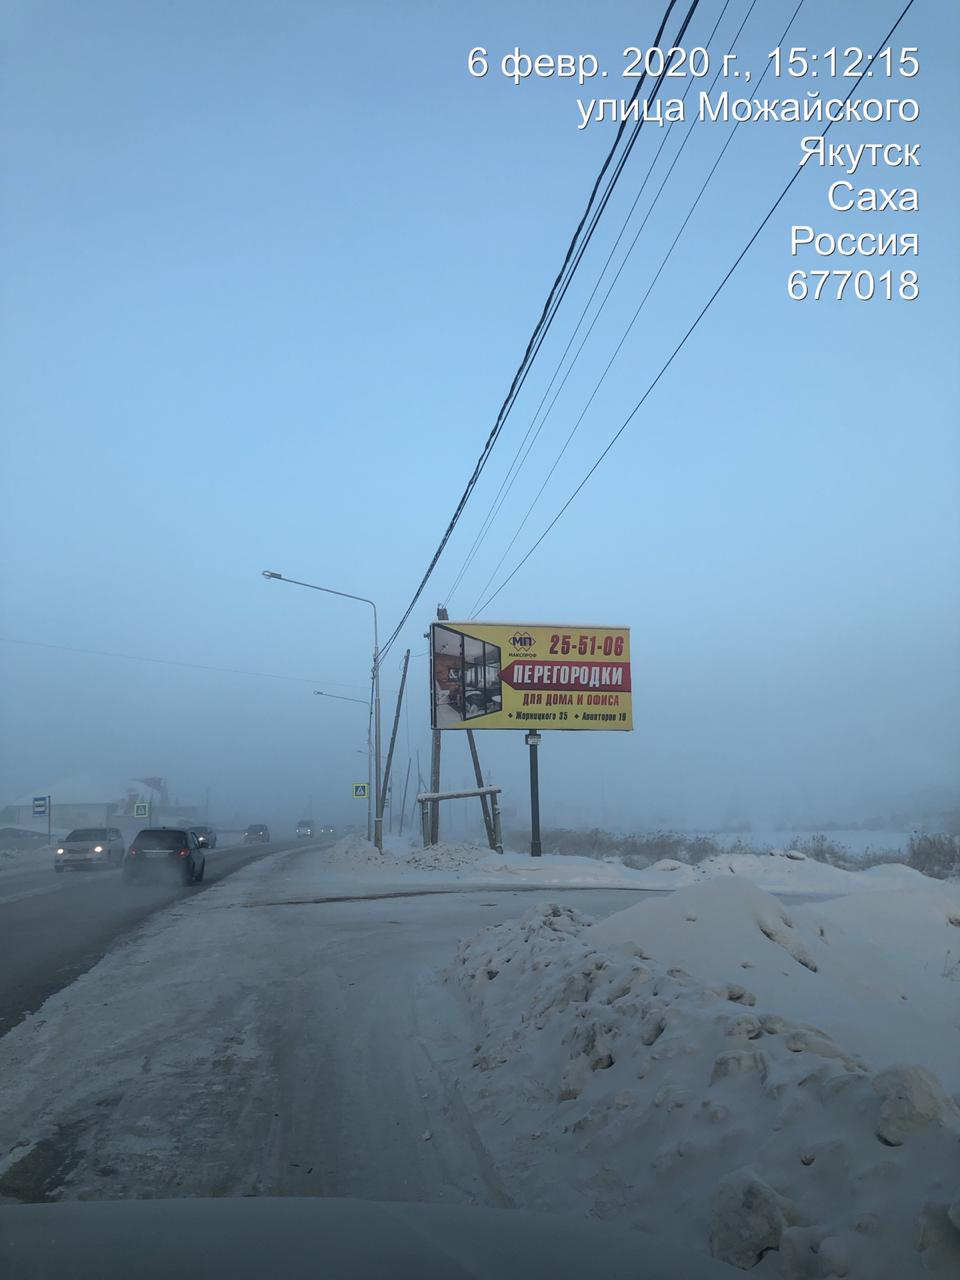 6 февр. 2020 г., 15:12:15
улица Можайского
Якутск
Саха
Россия
677018
МП
МАКСПРОФ
25-51-06
ПЕРЕГОРОДКИ
ДЛЯ ДОМА И ОФИСА
Жорницкого 35 Авиаторов 19